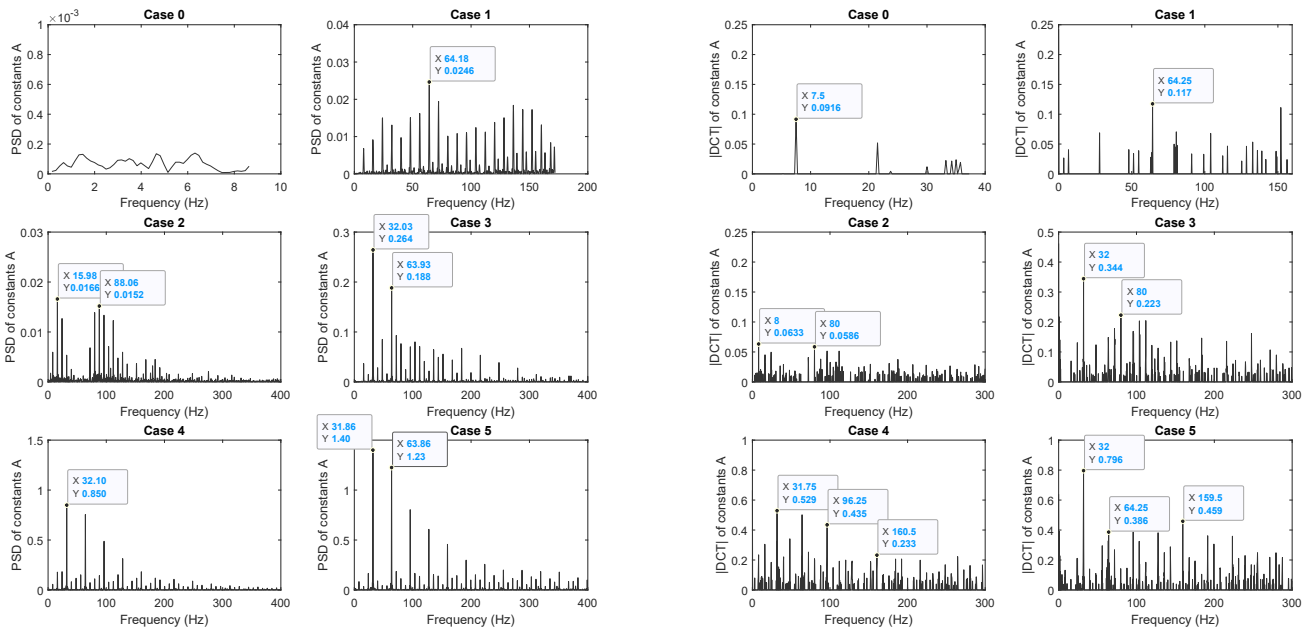 Case 0
×10⁻³
PSD of constants A
1
0.8
0.6
0.4
0.2
0
0 2 4 6 8 10
Frequency (Hz)
Case 1
PSD of constants A
0.04
0.03
0.02
0.01
0
X 64.18
Y 0.0246
0 50 100 150 200
Frequency (Hz)
Case 2
PSD of constants A
0.03
0.02
0.01
0
X 15.98
Y 0.0166
X 88.06
Y 0.0152
0 100 200 300 400
Frequency (Hz)
Case 3
PSD of constants A
0.3
0.2
0.1
0
X 32.03
Y 0.264
X 63.93
Y 0.188
0 100 200 300 400
Frequency (Hz)
Case 4
PSD of constants A
1.5
1
0.5
0
X 32.10
Y 0.850
0 100 200 300 400
Frequency (Hz)
Case 5
PSD of constants A
1.5
1
0.5
0
X 31.86
Y 1.40
X 63.86
Y 1.23
0 100 200 300 400
Frequency (Hz)
Case 0
|DCT| of constants A
0.25
0.2
0.15
0.1
0.05
0
X 7.5
Y 0.0916
0 10 20 30 40
Frequency (Hz)
Case 1
|DCT| of constants A
0.25
0.2
0.15
0.1
0.05
0
X 64.25
Y 0.117
0 50 100 150
Frequency (Hz)
Case 2
|DCT| of constants A
0.25
0.2
0.15
0.1
0.05
0
X 8
Y 0.0633
X 80
Y 0.0586
0 100 200 300
Frequency (Hz)
Case 3
|DCT| of constants A
0.5
0.4
0.3
0.2
0.1
0
X 32
Y 0.344
X 80
Y 0.223
0 100 200 300
Frequency (Hz)
Case 4
|DCT| of constants A
1
0.8
0.6
0.4
0.2
0
X 31.75
Y 0.529
X 96.25
Y 0.435
X 160.5
Y 0.233
0 100 200 300
Frequency (Hz)
Case 5
|DCT| of constants A
1
0.8
0.6
0.4
0.2
0
X 32
Y 0.796
X 64.25
Y 0.386
X 159.5
Y 0.459
0 100 200 300
Frequency (Hz)